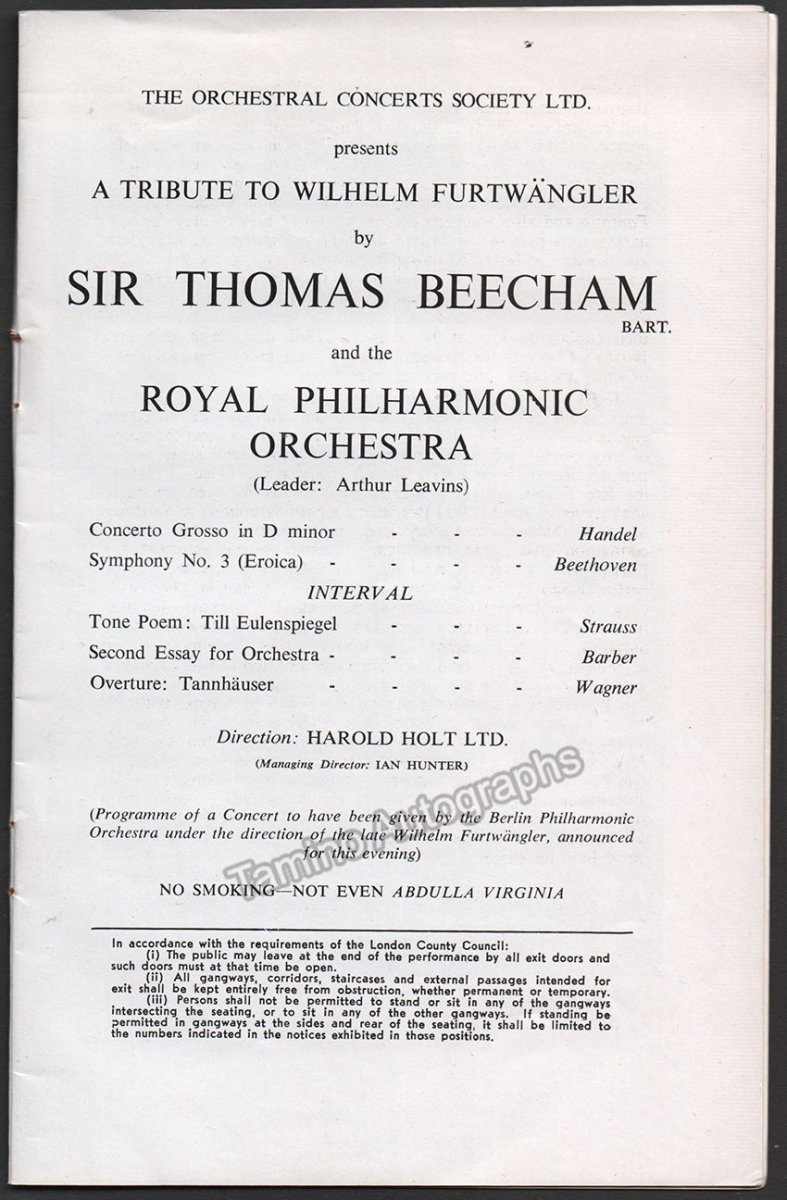 THE ORCHESTRAL CONCERTS SOCIETY LTD.
presents
A TRIBUTE TO WILHELM FURTWÄNGLER
by
SIR THOMAS BEECHAM
BART.
and the
ROYAL PHILHARMONIC
ORCHESTRA
(Leader: Arthur Leavins)
Concerto Grosso in D minor - - - Handel
Symphony No. 3 (Eroica) - - - - Beethoven
INTERVAL
Tone Poem: Till Eulenspiegel - - - Strauss
Second Essay for Orchestra - - - - Barber
Overture: Tannhäuser - - - - Wagner
Direction: HAROLD HOLT LTD.
(Managing Director: IAN HUNTER)
Tamino Autographs
(Programme of a Concert to have been given by the Berlin Philharmonic
Orchestra under the direction of the late Wilhelm Furtwängler, announced
for this evening)
NO SMOKING—NOT EVEN ABDULLA VIRGINIA
In accordance with the requirements of the London County Council:
(i) The public may leave at the end of the performance by all exit doors and
such doors must at that time be open.
(ii) All gangways, corridors, staircases and external passages intended for
exit shall be kept entirely free from obstruction, whether permanent or temporary.
(iii) Persons shall not be permitted to stand or sit in any of the gangways
intersecting the seating, or to sit in any of the other gangways. If standing be
permitted in gangways at the sides and rear of the seating, it shall be limited to
the numbers indicated in the notices exhibited in those positions.